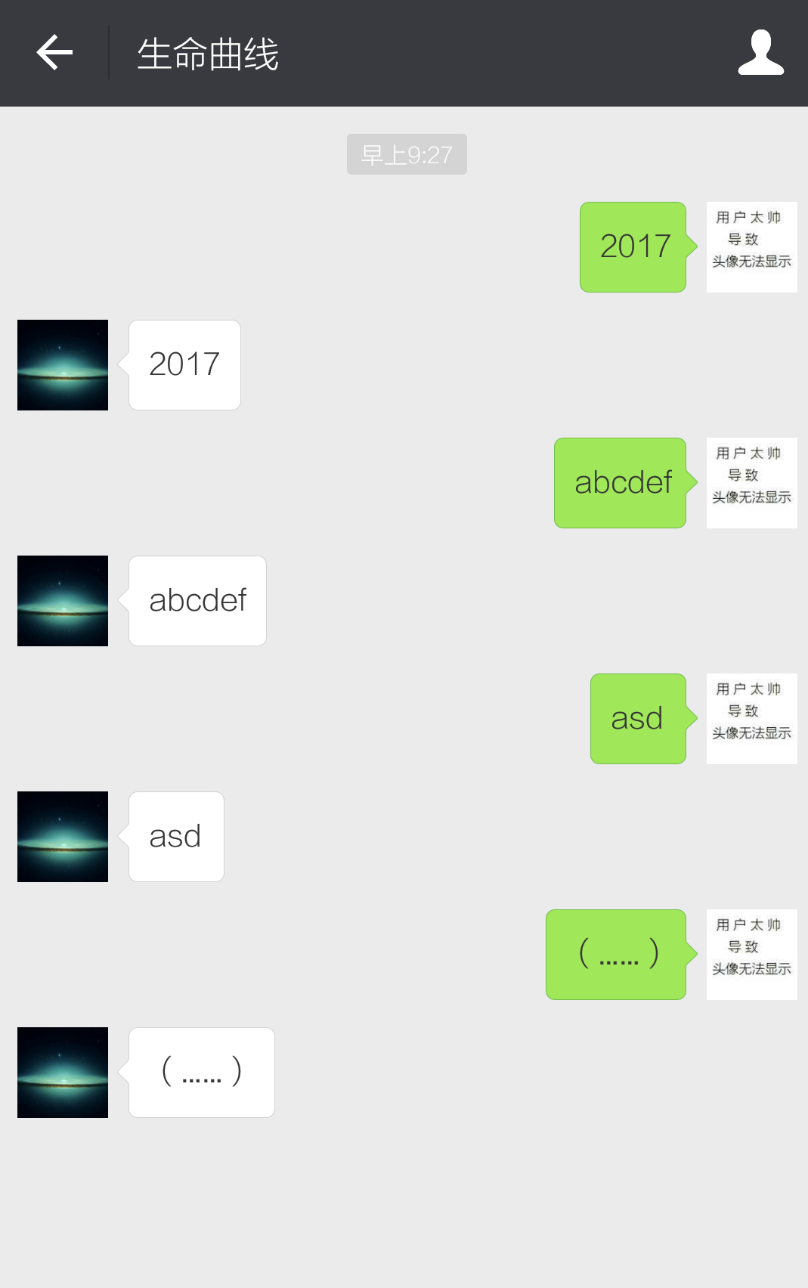 生命曲线
早上9:27
2017
用户太帅
导致
头像无法显示
2017
abcdef
用户太帅
导致
头像无法显示
abcdef
asd
用户太帅
导致
头像无法显示
asd
（……）
用户太帅
导致
头像无法显示
（……）